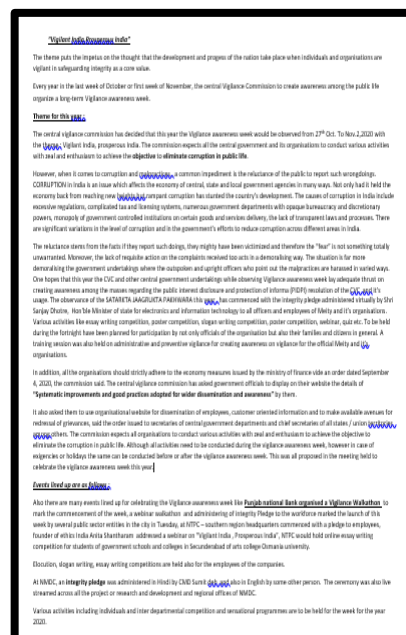 "Vigilant India, Prosperous India"
The theme puts the impetus on the thought that the development and progess of the nation take place when individuals and organisations are
vigilant in safeguarding integrity as a core value.
Every year in the last week of October or first week of November, the central Vigilance Commission to create awareness among the public life
organize a long-term Vigilance awareness week.
Theme for this year :
The central vigilance commission has decided that this year the Vigilance awareness week would be observed from 27th Oct. To Nov.2,2020 with
the theme : Vigilant India, prosperous India. The commission expects all the central government and its organisations to conduct various activities
with zeal and enthusiasm to achieve the objective to eliminate corruption in public life.
However, when it comes to corruption and malpractices, a common impediment is the reluctance of the public to report such wrongdoings.
CORRUPTION in India is an issue which affects the economy of central, state and local government agencies in many ways. Not only had it held the
economy back from reaching new heights but rampant corruption has stunted the country's development. The causes of corruption in India include
excessive regulations, complicated tax and licensing systems, numerous government departments with opaque bureaucracy and discretionary
powers, monopoly of government controlled institutions on certain goods and services delivery, the lack of transparent laws and processes. There
are significant variations in the level of corruption and in the government's efforts to reduce corruption across different areas in India.
The reluctance stems from the facts if they report such doings, they mighty have been victimized and therefore the "fear" is not something totally
unwarranted. Moreover, the lack of requisite action on the complaints received too acts in a demoralising way. The situation is far more
demoralising the government undertakings where the outspoken and upright officers who point out the malpractices are harassed in varied ways.
One hopes that this year the CVC and other central government undertakings while observing Vigilance awareness week lay adequate thrust on
creating awareness among the masses regarding the public interest disclosure and protection of informa (PIDPI) resolution of the CVC and it's
usage. The observance of the SATARKTA JAAGRUKTA PAKHWARA this year, has commenced with the integrity pledge administered virtually by Shri
Sanjay Dhotre, Hon ble Minister of state for electronics and information technology to all officers and employees of Meity and it's organisations.
Various activities like essay writing competition, poster competition, slogan writing competition, poster competition, webinar, quiz etc. To be held
during the fortnight have been planned for participation by not only officials of the organisation but also their families and citizens in general. A
training session was also held on administrative and preventive vigilance for creating awareness on vigilance for the official Meity and it's
organisations.
In addition, all the organisations should strictly adhere to the economy measures issued by the ministry of finance vide an order dated September
4, 2020, the commission said. The central vigilance commission has asked government officials to display on their website the details of
"Systematic improvements and good practices adopted for wider dissemination and awareness" by them.
It also asked them to use organisational website for dissemination of employees, customer oriented information and to make available avenues for
redressal of grievances, said the order issued to secretaries of central government departments and chief secretaries of all states / union territories
among others. The commission expects all organisations to conduct various activities with zeal and enthusiasm to achieve the objective to
eliminate the corruption in public life. Although all activities need to be conducted during the vigilance awareness week, however in case of
exigencies or holidays the same can be conducted before or after the vigilance awareness week. This was all proposed in the meeting held to
celebrate the vigilance awareness week this year.
Events lined up are as follows :
Also there are many events lined up for celebrating the Vigilance awareness week like Punjab national Bank organised a Vigilance Walkathon to
mark the commencement of the week, a webinar walkathon and administering of Integrity Pledge to the workforce marked the launch of this
week by several public sector entities in the city in Tuesday, at NTPC – southern region headquarters commenced with a pledge to employees,
founder of ethics India Anita Shantharam addressed a webinar on "Vigilant India , Prosperous India", NTPC would hold online essay writing
competition for students of government schools and colleges in Secunderabad of arts college Osmania university.
Elocution, slogan writing, essay writing competitions are held also for the employees of the companies.
At NMDC, an integrity pledge was administered in Hindi by CMD Sumit deb and also in English by some other person. The ceremony was also live
streamed across all the project or research and development and regional offices of NMDC.
Various activities including individuals and inter departmental competition and sensational programmes are to be held for the week for the year
2020.